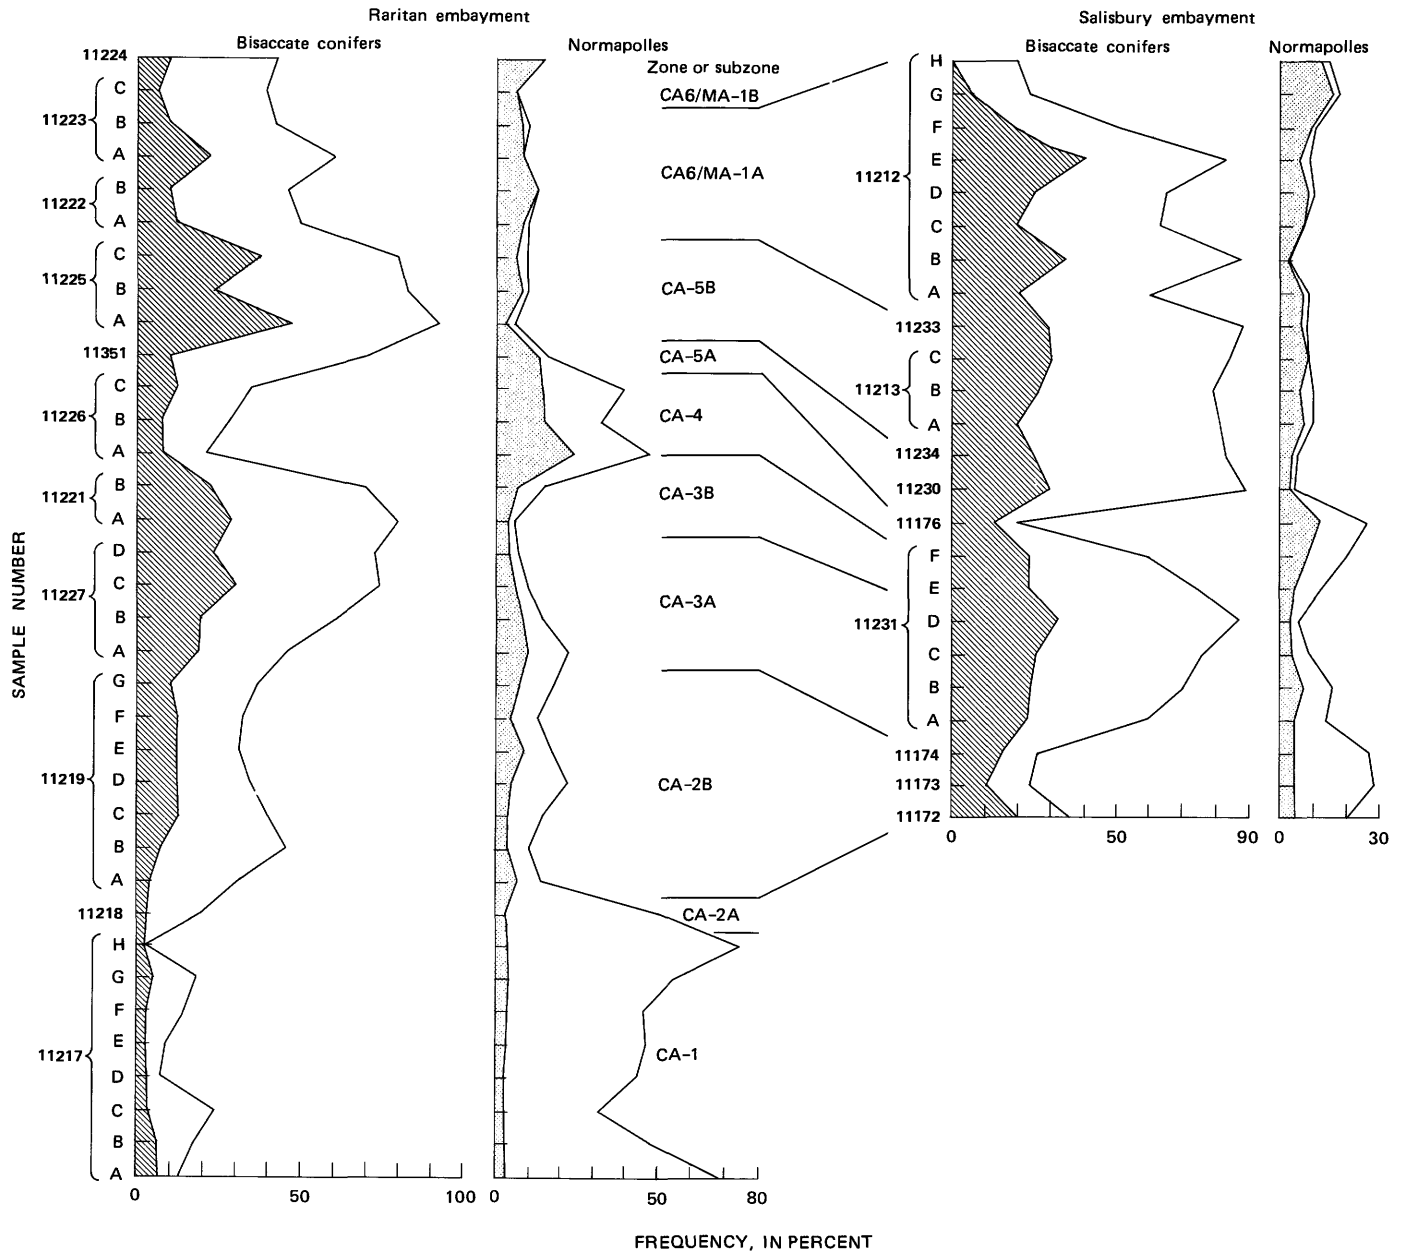 Raritan embayment
Salisbury embayment
Bisaccate conifers
Normapolles
Bisaccate conifers
Normapolles
Zone or subzone
SAMPLE NUMBER
11224
11223
C
B
A
11222
B
A
11225
C
B
A
11351
11226
C
B
A
11221
B
A
11227
D
C
B
A
11219
G
F
E
D
C
B
A
11218
11217
H
G
F
E
D
C
B
A
0 50 100
0 50 80
CA6/MA-1B
CA6/MA-1A
CA-5B
CA-5A
CA-4
CA-3B
CA-3A
CA-2B
CA-2A
CA-1
11212
H
G
F
E
D
C
B
A
11233
11213
C
B
A
11234
11230
11176
11231
F
E
D
C
B
A
11174
11173
11172
0 50 90
0 30
FREQUENCY, IN PERCENT